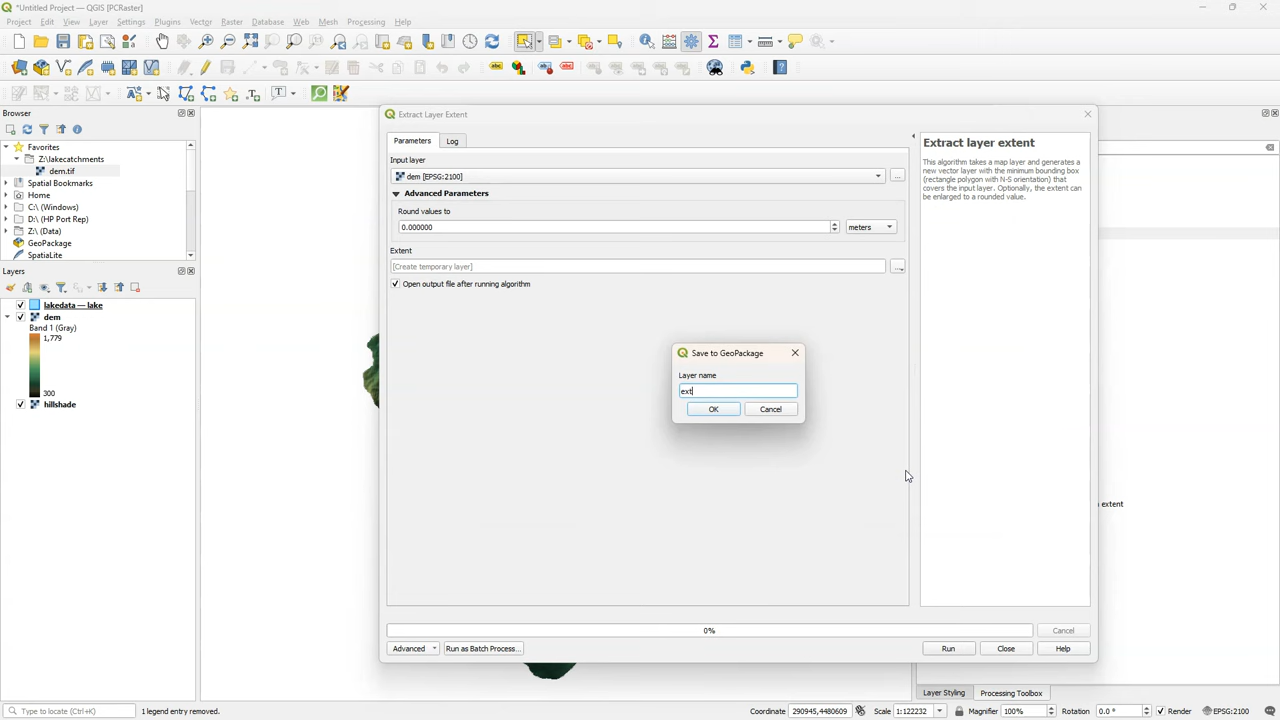 *Untitled Project — QGIS [PCRaster]
Project Edit View Layer Settings Plugins Vector Raster Database Web Mesh Processing Help
Browser
Favorites
Z:\lakecatchments
dem.tif
Spatial Bookmarks
Home
C:\ (Windows)
D:\ (HP Port Rep)
Z:\ (Data)
GeoPackage
SpatiaLite
Layers
lakedata — lake
dem
Band 1 (Gray)
1,779
300
hillshade
Extract Layer Extent
Parameters Log
Input layer
dem [EPSG:2100]
Advanced Parameters
Round values to
0.000000 meters
Extent
[Create temporary layer]
Open output file after running algorithm
Save to GeoPackage
Layer name
ext
OK Cancel
0%
Cancel
Advanced Run as Batch Process... Run Close Help
Extract layer extent
This algorithm takes a map layer and generates a
new vector layer with the minimum bounding box
(rectangle polygon with N-S orientation) that
covers the input layer. Optionally, the extent can
be enlarged to a rounded value.
extent
Layer Styling Processing Toolbox
Type to locate (Ctrl+K) 1 legend entry removed. Coordinate 290945,4480609 Scale 1:122232 Magnifier 100% Rotation 0.0 ° Render EPSG:2100